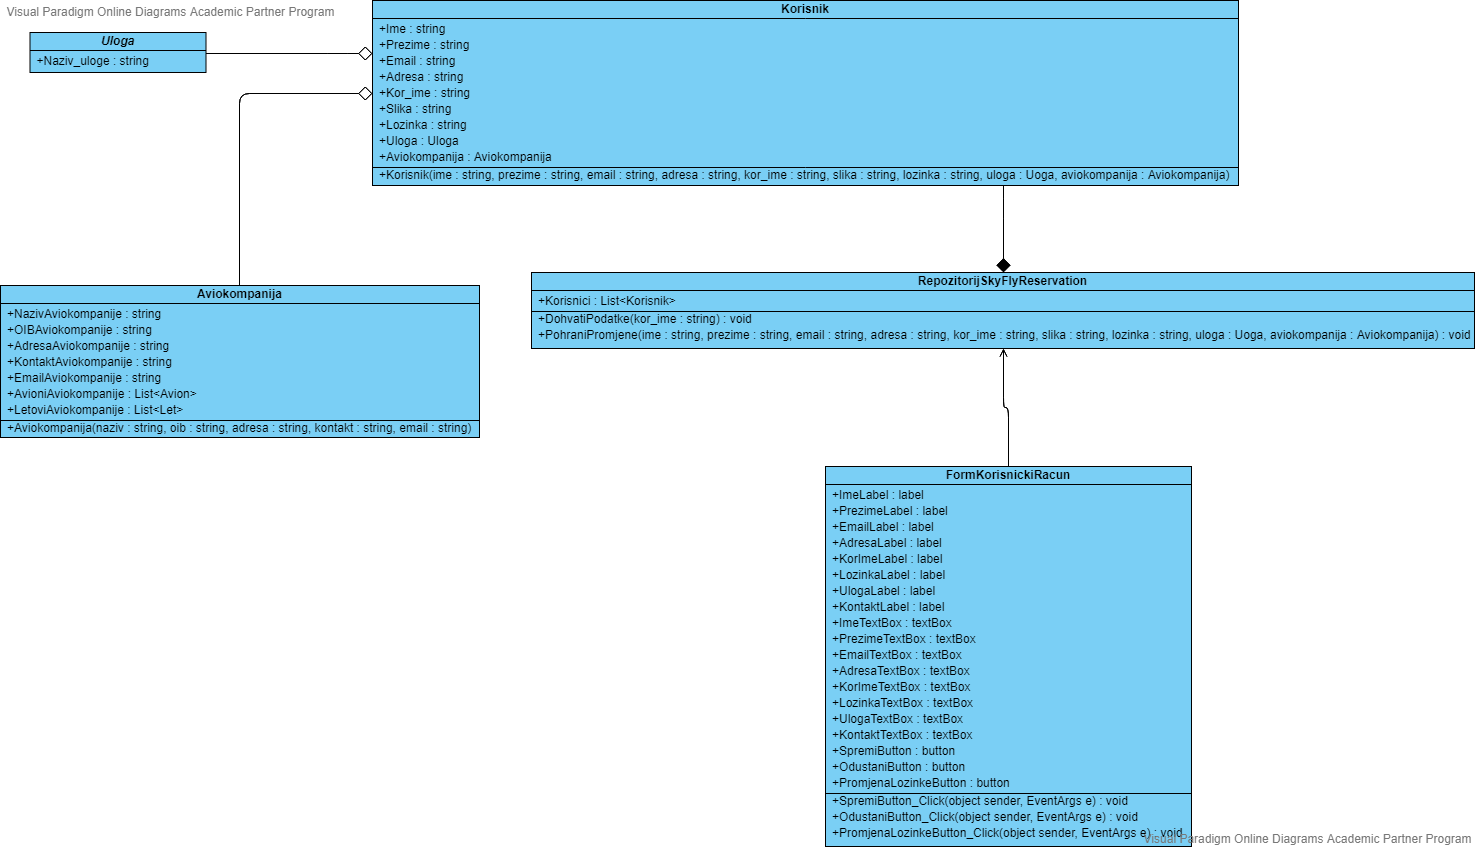 Visual Paradigm Online Diagrams Academic Partner Program
Uloga
+Naziv_uloge : string
Korisnik
+Ime : string
+Prezime : string
+Email : string
+Adresa : string
+Kor_ime : string
+Slika : string
+Lozinka : string
+Uloga : Uloga
+Aviokompanija : Aviokompanija
+Korisnik(ime : string, prezime : string, email : string, adresa : string, kor_ime : string, slika : string, lozinka : string, uloga : Uoga, aviokompanija : Aviokompanija)
Aviokompanija
+NazivAviokompanije : string
+OIBAviokompanije : string
+AdresaAviokompanije : string
+KontaktAviokompanije : string
+EmailAviokompanije : string
+AvioniAviokompanije : List<Avion>
+LetoviAviokompanije : List<Let>
+Aviokompanija(naziv : string, oib : string, adresa : string, kontakt : string, email : string)
RepozitorijSkyFlyReservation
+Korisnici : List<Korisnik>
+DohvatiPodatke(kor_ime : string) : void
+PohraniPromjene(ime : string, prezime : string, email : string, adresa : string, kor_ime : string, slika : string, lozinka : string, uloga : Uoga, aviokompanija : Aviokompanija) : void
FormKorisnickiRacun
+ImeLabel : label
+PrezimeLabel : label
+EmailLabel : label
+AdresaLabel : label
+KorImeLabel : label
+LozinkaLabel : label
+UlogaLabel : label
+KontaktLabel : label
+ImeTextBox : textBox
+PrezimeTextBox : textBox
+EmailTextBox : textBox
+AdresaTextBox : textBox
+KorImeTextBox : textBox
+LozinkaTextBox : textBox
+UlogaTextBox : textBox
+KontaktTextBox : textBox
+SpremiButton : button
+OdustaniButton : button
+PromjenaLozinkeButton : button
+SpremiButton_Click(object sender, EventArgs e) : void
+OdustaniButton_Click(object sender, EventArgs e) : void
+PromjenaLozinkeButton_Click(object sender, EventArgs e) : void
Visual Paradigm Online Diagrams Academic Partner Program